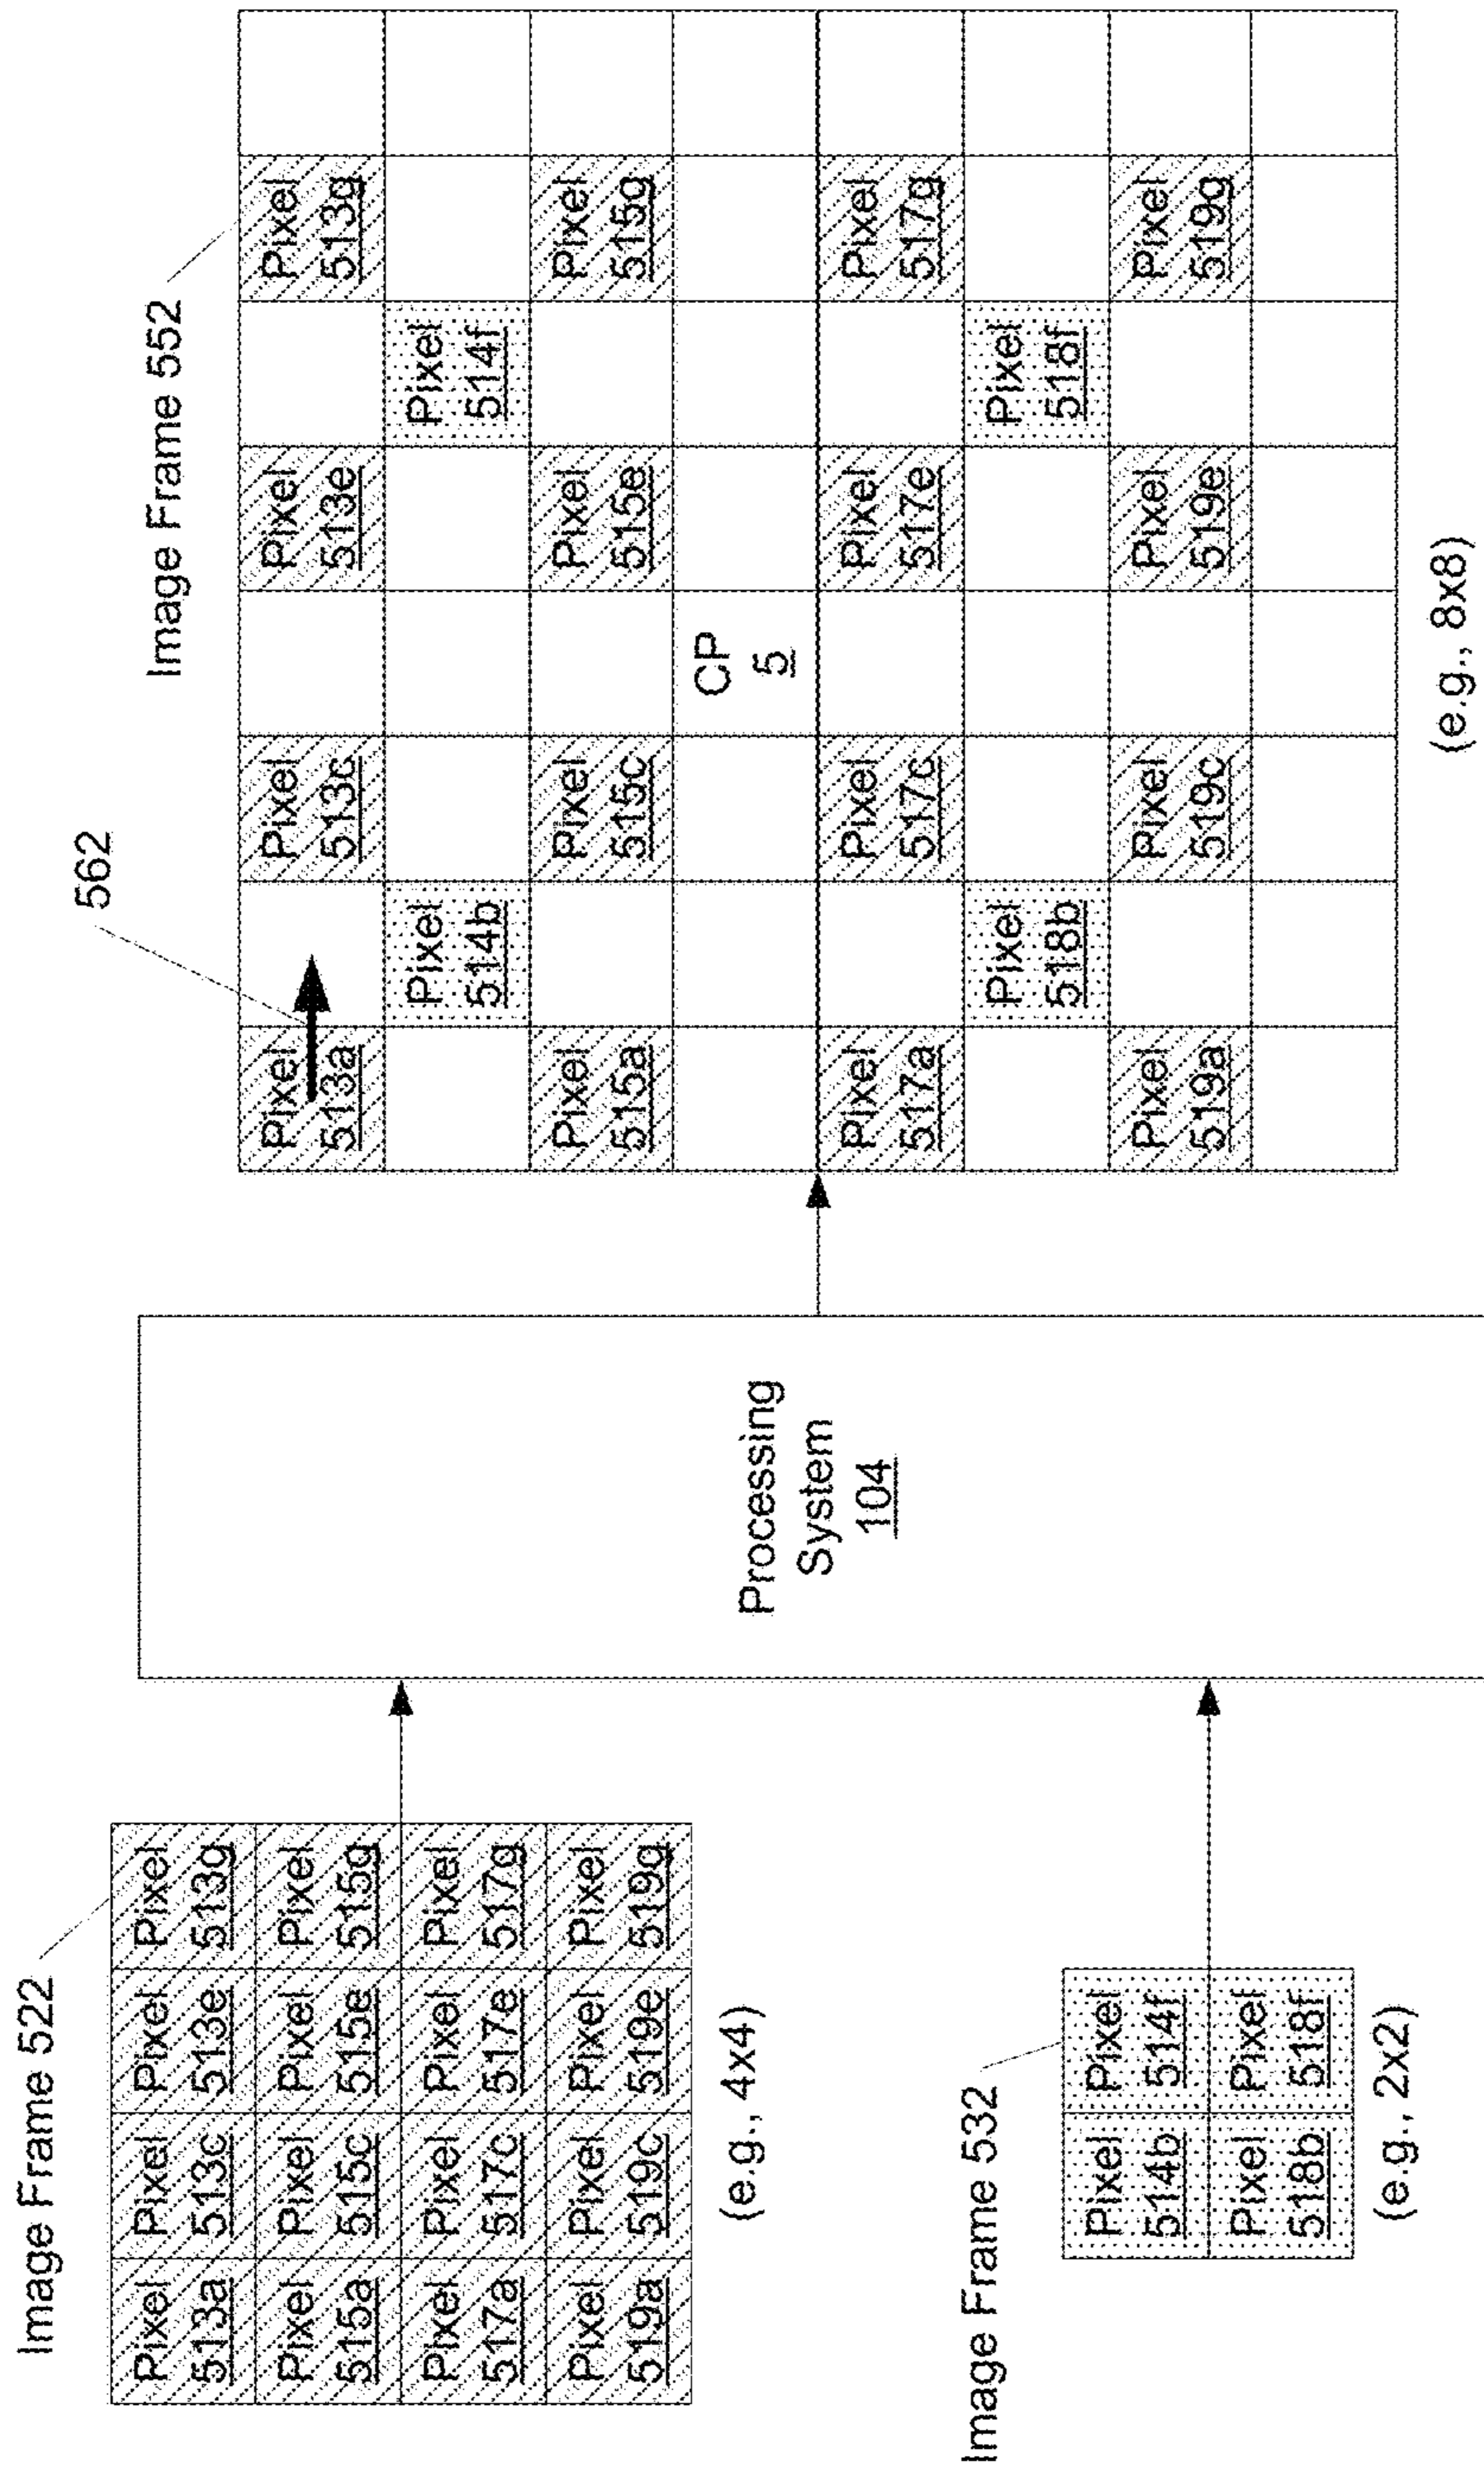 Image Frame 522
Pixel
513a
Pixel
513c
Pixel
513e
Pixel
513g
Pixel
515a
Pixel
515c
Pixel
515e
Pixel
515g
Pixel
517a
Pixel
517c
Pixel
517e
Pixel
517g
Pixel
519a
Pixel
519c
Pixel
519e
Pixel
519g
(e.g., 4x4)
Image Frame 532
Pixel
514b
Pixel
514f
Pixel
518b
Pixel
518f
(e.g., 2x2)
Processing
System
104
562
Image Frame 552
Pixel
513a
Pixel
513c
Pixel
513e
Pixel
513g
Pixel
514b
Pixel
514f
Pixel
515a
Pixel
515c
Pixel
515e
Pixel
515g
CP
5
Pixel
517a
Pixel
517c
Pixel
517e
Pixel
517g
Pixel
518b
Pixel
518f
Pixel
519a
Pixel
519c
Pixel
519e
Pixel
519g
(e.g., 8x8)